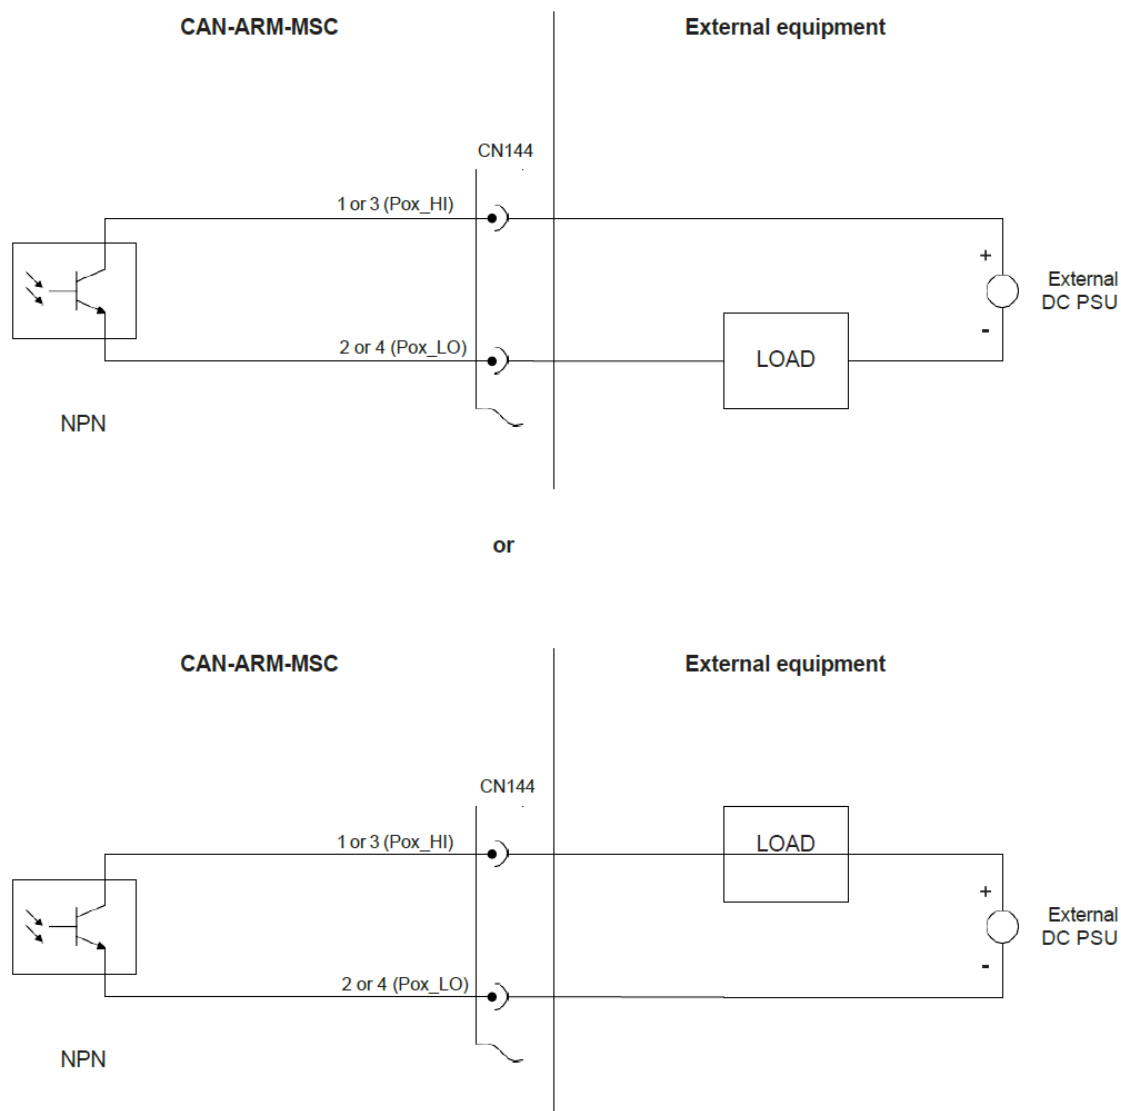 CAN-ARM-MSC
External equipment
CN144
1 or 3 (Pox_HI)
+
External
DC PSU
-
2 or 4 (Pox_LO)
LOAD
NPN
or
CAN-ARM-MSC
External equipment
CN144
1 or 3 (Pox_HI)
LOAD
+
External
DC PSU
-
2 or 4 (Pox_LO)
NPN